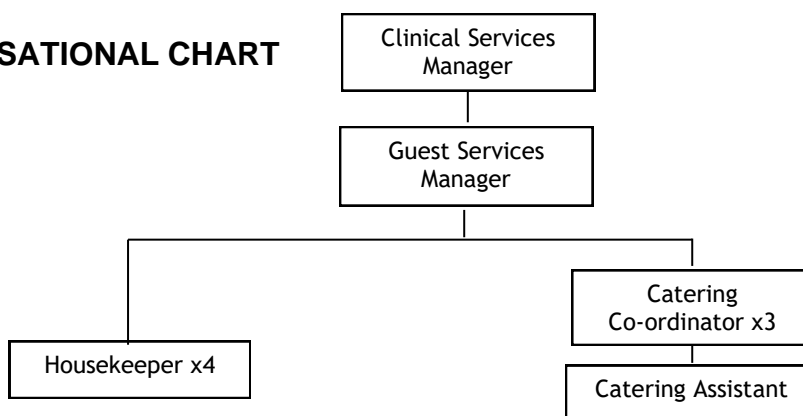 SATIONAL CHART
Clinical Services
Manager
Guest Services
Manager
Catering
Co-ordinator x3
Housekeeper x4
Catering Assistant